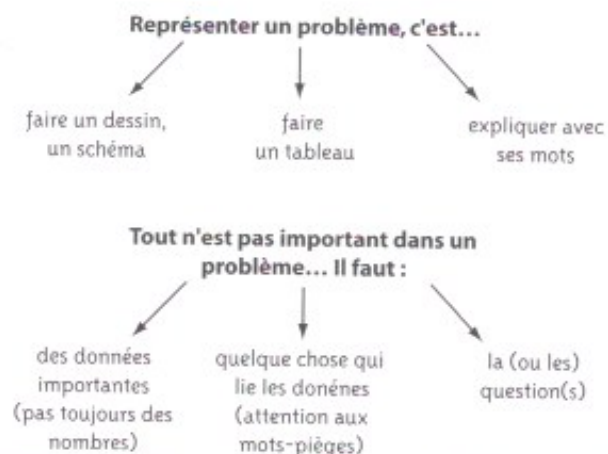 Représenter un problème, c'est...
faire un dessin,
un schéma
faire
un tableau
expliquer avec
ses mots
Tout n'est pas important dans un
problème... Il faut :
des données
importantes
(pas toujours des
nombres)
quelque chose qui
lie les donénes
(attention aux
mots-pièges)
la (ou les)
question(s)